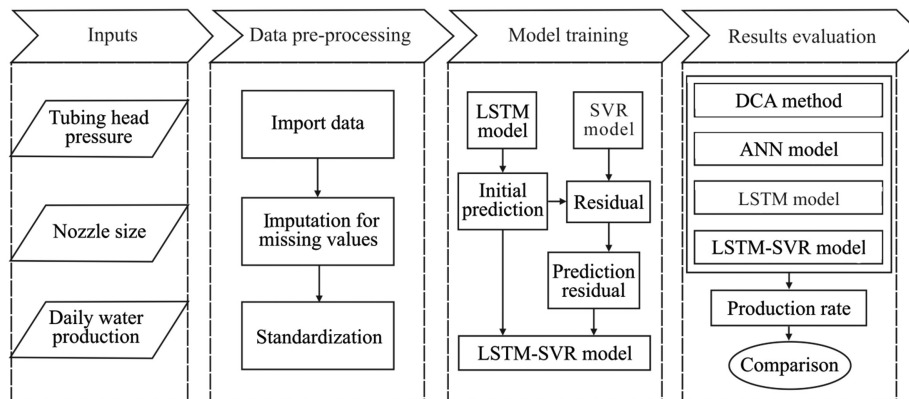 Inputs
Data pre-processing
Model training
Results evaluation
Tubing head
pressure
Nozzle size
Daily water
production
Import data
Imputation for
missing values
Standardization
LSTM
model
SVR
model
Initial
prediction
Residual
Prediction
residual
LSTM-SVR model
DCA method
ANN model
LSTM model
LSTM-SVR model
Production rate
Comparison